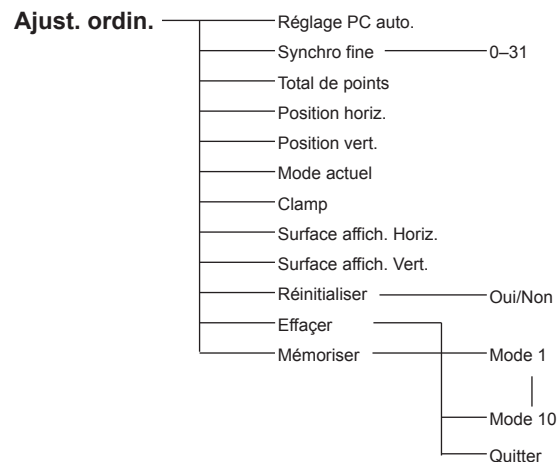 Ajust. ordin.
Réglage PC auto.
Synchro fine 0–31
Total de points
Position horiz.
Position vert.
Mode actuel
Clamp
Surface affich. Horiz.
Surface affich. Vert.
Réinitialiser Oui/Non
Effaçer
Mémoriser Mode 1
Mode 10
Quitter